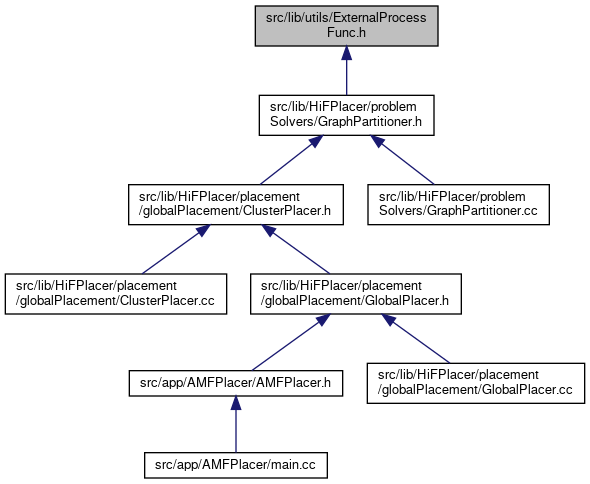 src/lib/utils/ExternalProcess
Func.h
src/lib/HiFPlacer/problem
Solvers/GraphPartitioner.h
src/lib/HiFPlacer/placement
/globalPlacement/ClusterPlacer.h
src/lib/HiFPlacer/problem
Solvers/GraphPartitioner.cc
src/lib/HiFPlacer/placement
/globalPlacement/ClusterPlacer.cc
src/lib/HiFPlacer/placement
/globalPlacement/GlobalPlacer.h
src/app/AMFPlacer/AMFPlacer.h
src/lib/HiFPlacer/placement
/globalPlacement/GlobalPlacer.cc
src/app/AMFPlacer/main.cc